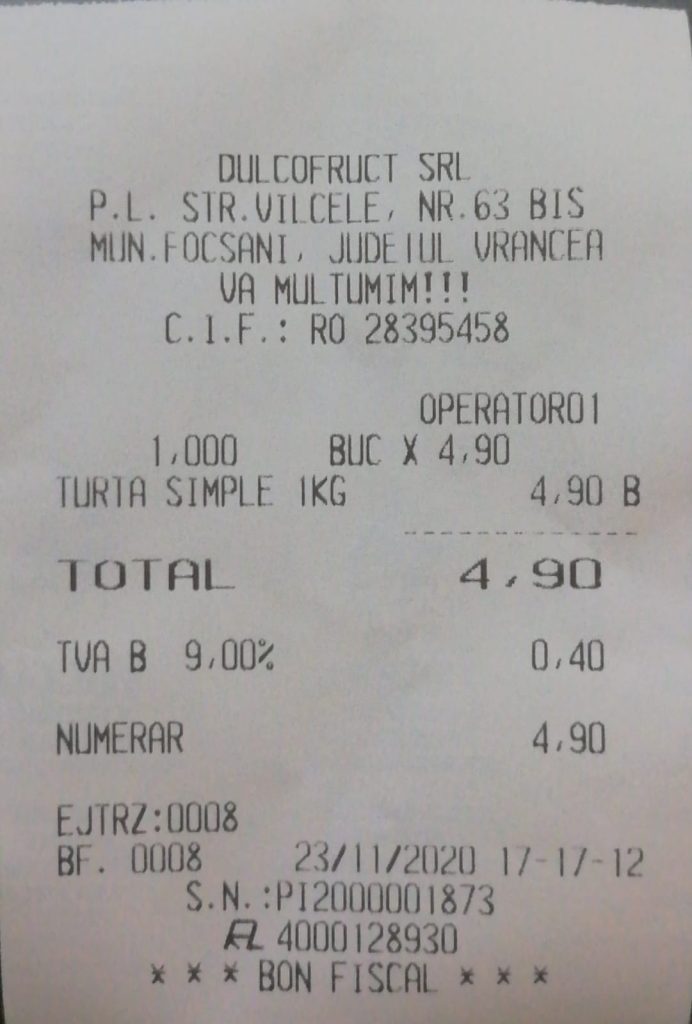 DULCOFRUCT SRL
P.L. STR.VILCELE, NR.63 BIS
MUN.FOCSANI, JUDETUL VRANCEA
VA MULTUMIM!!!
C.I.F.: RO 28395458
OPERATOR01
1,000 BUC X 4,90
TURTA SIMPLE 1KG 4,90 B
TOTAL 4,90
TVA B 9,00% 0,40
NUMERAR 4,90
EJTRZ:0008
BF. 0008 23/11/2020 17-17-12
S.N.:PI2000001873
4000128930
* * * BON FISCAL * * *